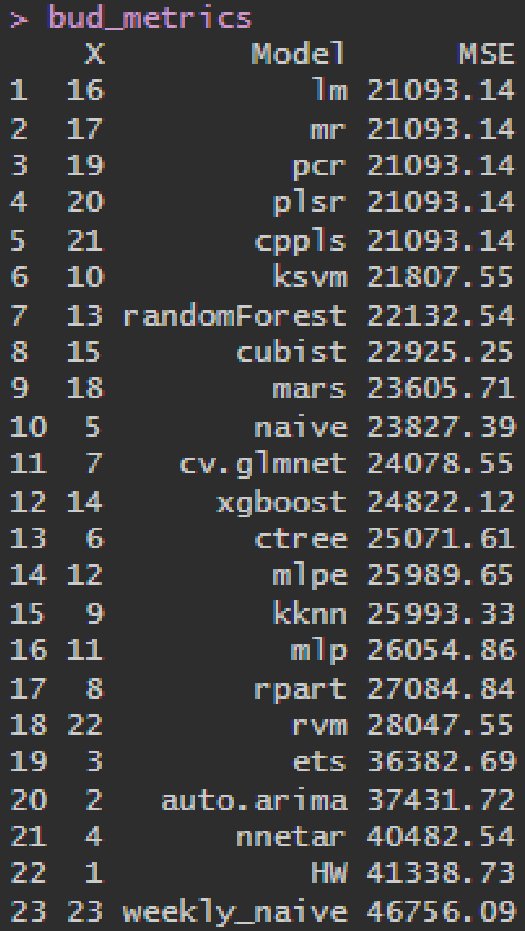 > bud_metrics
X Model MSE
1 16 lm 21093.14
2 17 mr 21093.14
3 19 pcr 21093.14
4 20 plsr 21093.14
5 21 cppls 21093.14
6 10 ksvm 21807.55
7 13 randomForest 22132.54
8 15 cubist 22925.25
9 18 mars 23605.71
10 5 naive 23827.39
11 7 cv.glmnet 24078.55
12 14 xgboost 24822.12
13 6 ctree 25071.61
14 12 mlpe 25989.65
15 9 kknn 25993.33
16 11 mlp 26054.86
17 8 rpart 27084.84
18 22 rvm 28047.55
19 3 ets 36382.69
20 2 auto.arima 37431.72
21 4 nnetar 40482.54
22 1 HW 41338.73
23 23 weekly_naive 46756.09